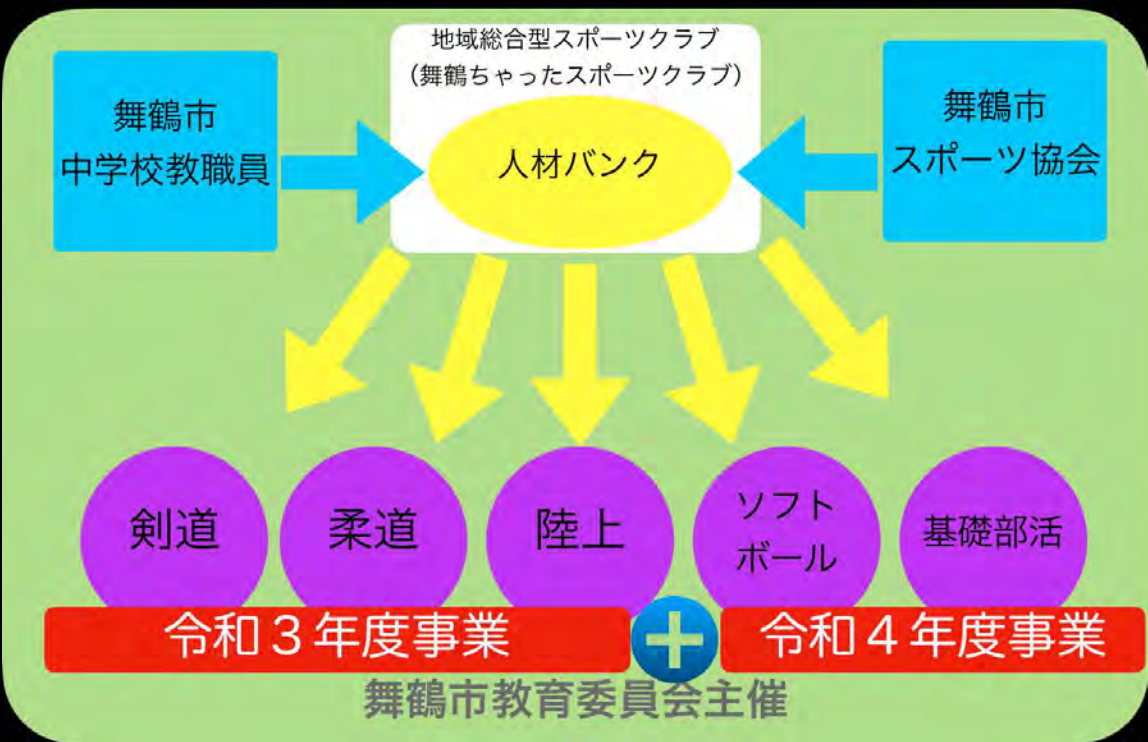 地域総合型スポーツクラブ
（舞鶴ちゃったスポーツクラブ）
舞鶴市
中学校教職員
人材バンク
舞鶴市
スポーツ協会
剣道
柔道
陸上
ソフト
ボール
基礎部活
令和３年度事業
令和４年度事業
舞鶴市教育委員会主催